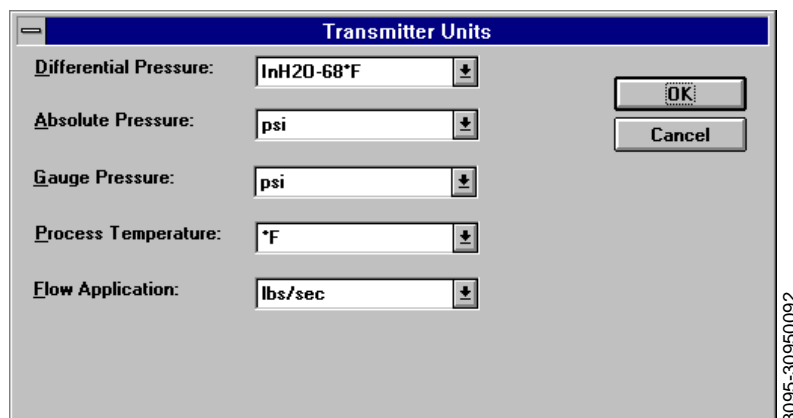 Transmitter Units
Differential Pressure: InH2O-68°F
OK
Absolute Pressure: psi
Cancel
Gauge Pressure: psi
Process Temperature: °F
Flow Application: lbs/sec
3095-30950092